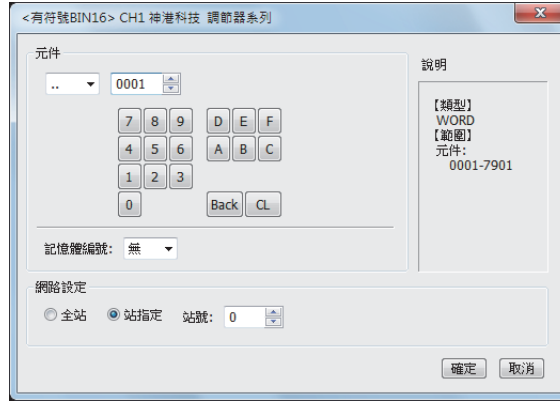 <有符號BIN16> CH1 神港科技 調節器系列
元件
.. 0001
7 8 9 D E F
4 5 6 A B C
1 2 3
0 Back CL
記憶體編號: 無
說明
【類型】
WORD
【範圍】
元件:
0001-7901
網路設定
全站 站指定 站號: 0
確定 取消